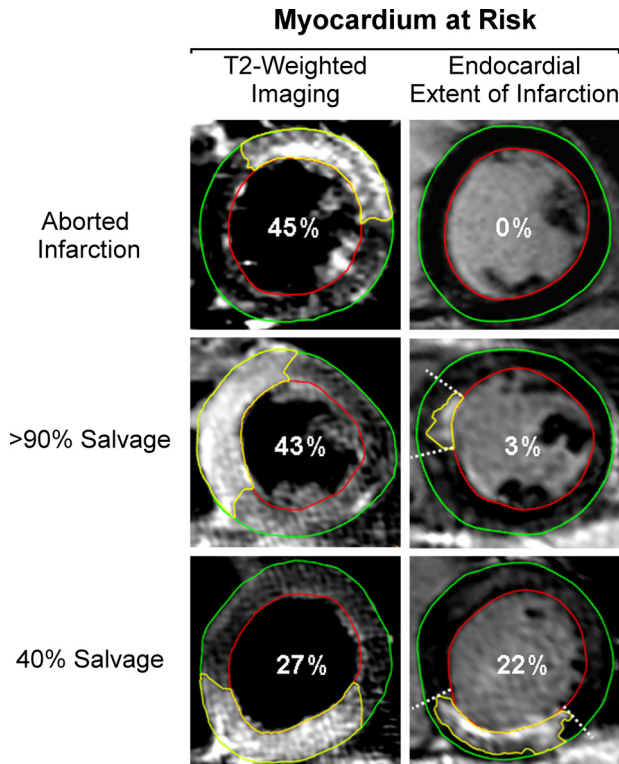 Myocardium at Risk
T2-Weighted
Imaging
Endocardial
Extent of Infarction
Aborted
Infarction
45%
0%
>90% Salvage
43%
3%
40% Salvage
27%
22%